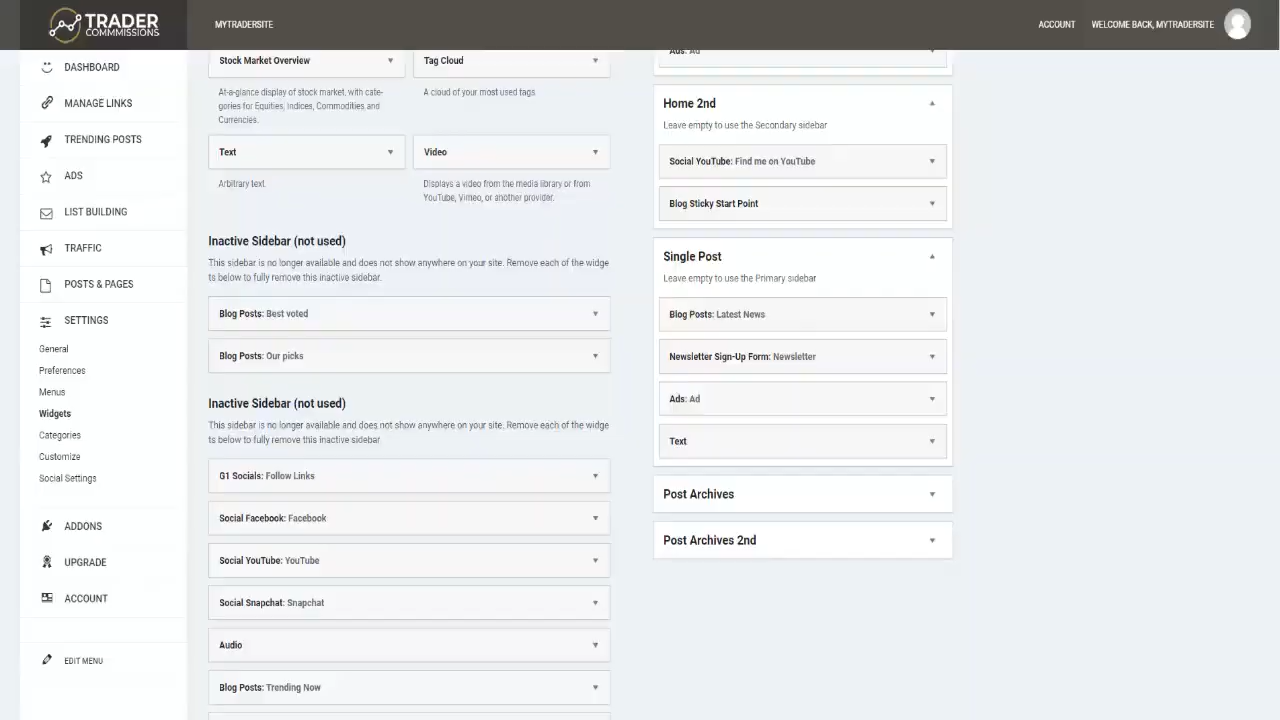 TRADER
COMMMISSIONS
MYTRADERSITE
ACCOUNT
WELCOME BACK, MYTRADERSITE
DASHBOARD
MANAGE LINKS
TRENDING POSTS
ADS
LIST BUILDING
TRAFFIC
POSTS & PAGES
SETTINGS
General
Preferences
Menus
Widgets
Categories
Customize
Social Settings
ADDONS
UPGRADE
ACCOUNT
EDIT MENU
Stock Market Overview
At-a-glance display of stock market, with cate-
gories for Equities, Indices, Commodities and
Currencies.
Tag Cloud
A cloud of your most used tags
Text
Arbitrary text
Video
Displays a video from the media library or from
YouTube, Vimeo, or another provider.
Inactive Sidebar (not used)
This sidebar is no longer available and does not show anywhere on your site. Remove each of the widge
ts below to fully remove this inactive sidebar.
Blog Posts: Best voted
Blog Posts: Our picks
Inactive Sidebar (not used)
This sidebar is no longer available and does not show anywhere on your site. Remove each of the widge
ts below to fully remove this inactive sidebar
G1 Socials: Follow Links
Social Facebook: Facebook
Social YouTube: YouTube
Social Snapchat: Snapchat
Audio
Blog Posts: Trending Now
Ads: Ad
Home 2nd
Leave empty to use the Secondary sidebar
Social YouTube: Find me on YouTube
Blog Sticky Start Point
Single Post
Leave empty to use the Primary sidebar
Blog Posts: Latest News
Newsletter Sign-Up Form: Newsletter
Ads: Ad
Text
Post Archives
Post Archives 2nd